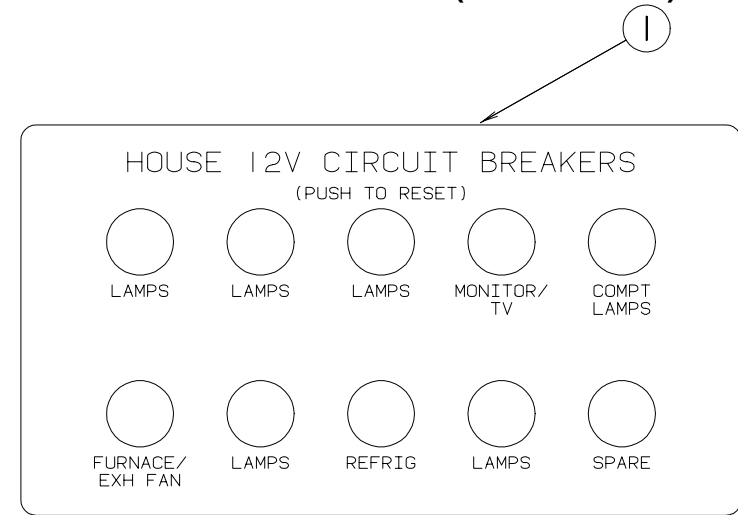 1
HOUSE 12V CIRCUIT BREAKERS
(PUSH TO RESET)
LAMPS LAMPS LAMPS MONITOR/ TV COMPT LAMPS
FURNACE/ EXH FAN LAMPS REFRIG LAMPS SPARE